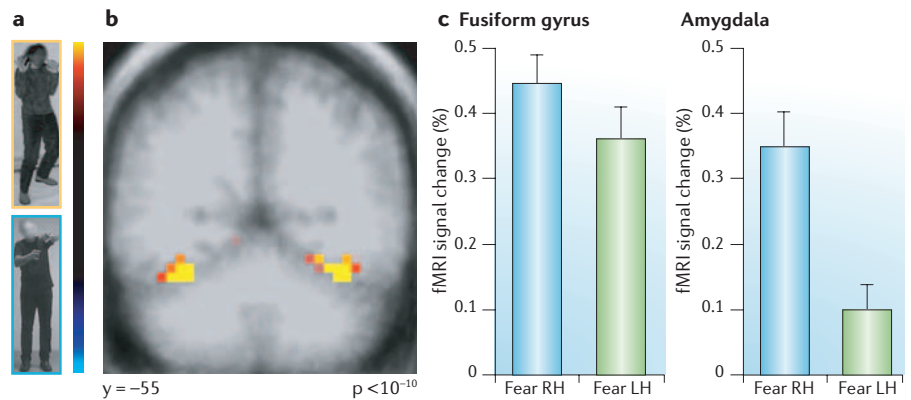 a
b
y = –55
p <10⁻¹⁰
c Fusiform gyrus
fMRI signal change (%)
0.5
0.4
0.3
0.2
0.1
0
Fear RH
Fear LH
Amygdala
fMRI signal change (%)
0.5
0.4
0.3
0.2
0.1
0
Fear RH
Fear LH